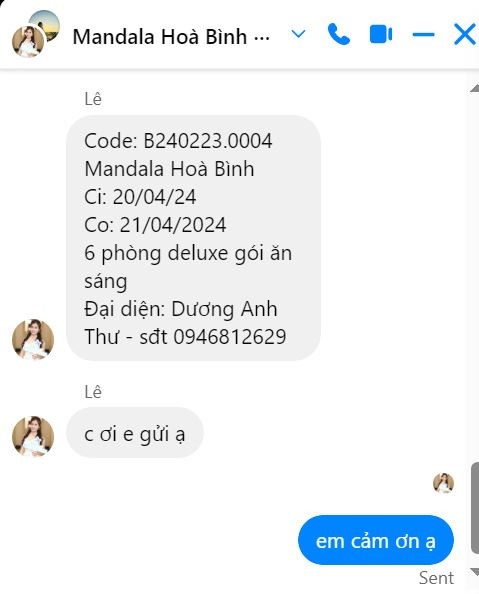 Mandala Hoà Bình ...
Lê
Code: B240223.0004
Mandala Hoà Bình
Ci: 20/04/24
Co: 21/04/2024
6 phòng deluxe gói ăn
sáng
Đại diện: Dương Anh
Thư - sđt 0946812629
Lê
c ơi e gửi ạ
em cảm ơn ạ
Sent